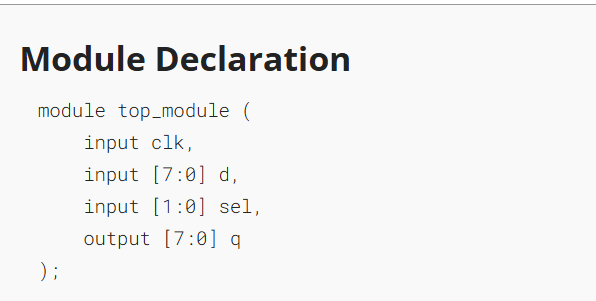 Module Declaration
module top_module (
    input clk,
    input [7:0] d,
    input [1:0] sel,
    output [7:0] q
);